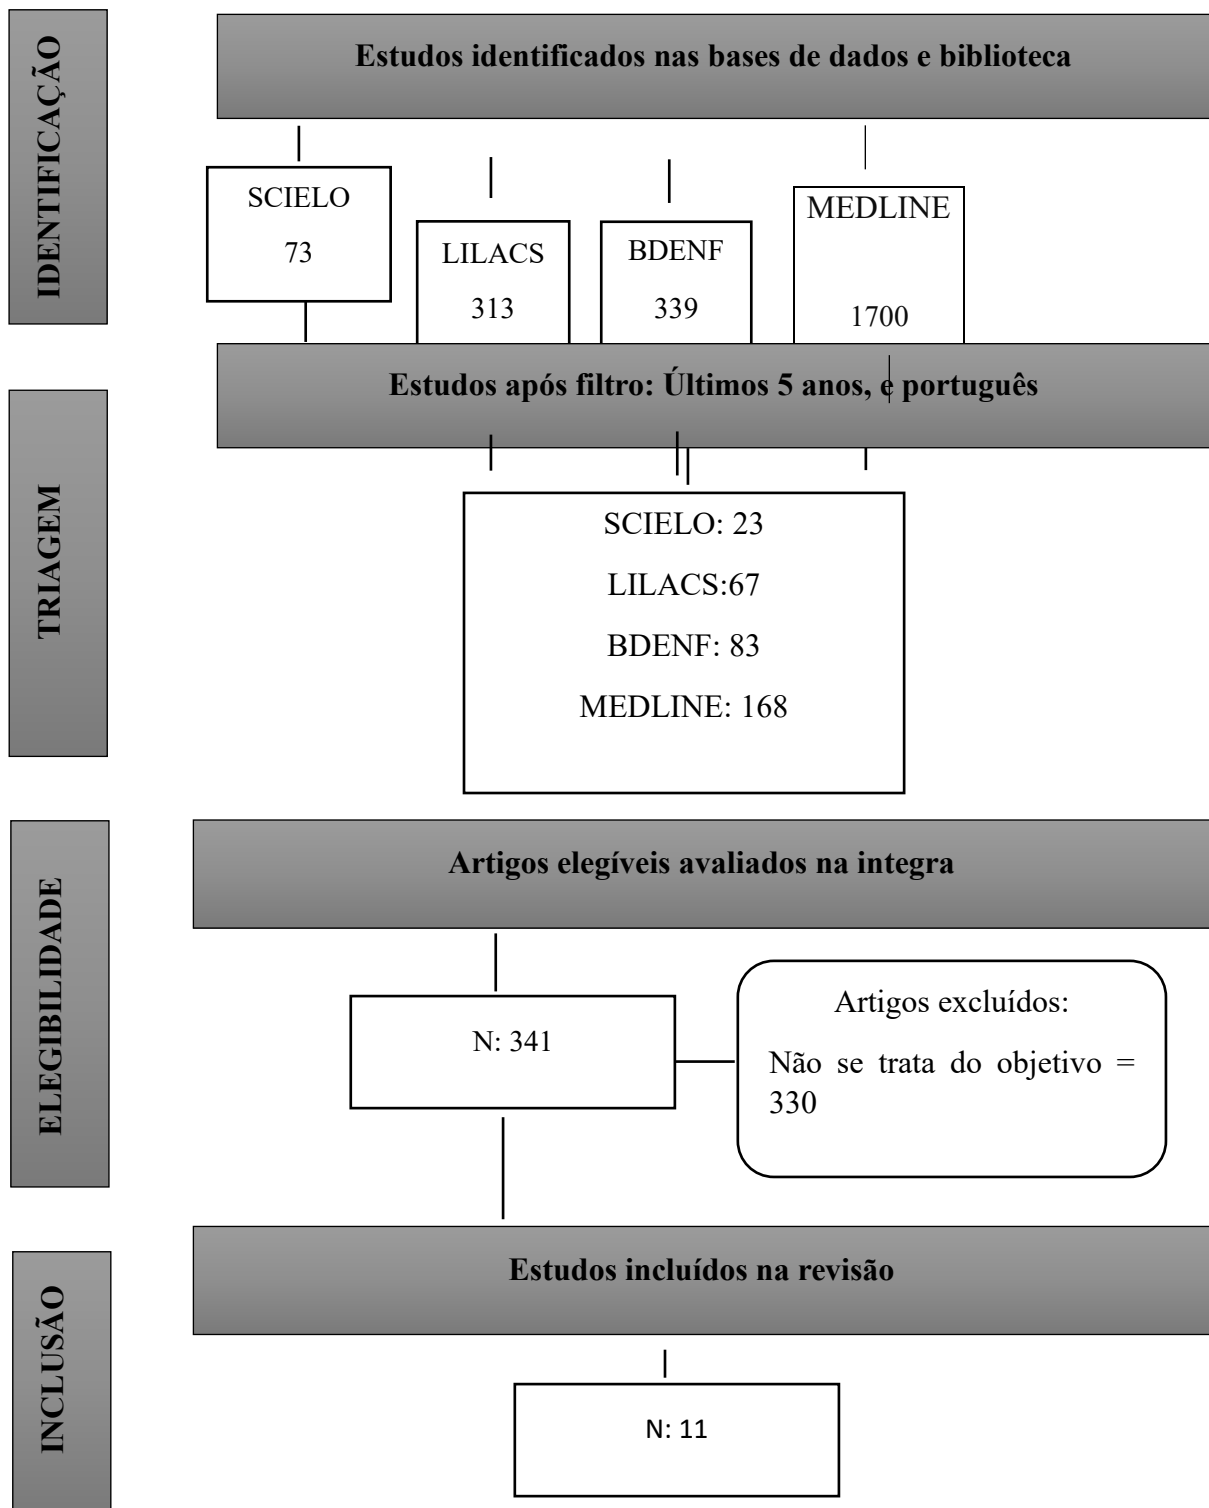 IDENTIFICAÇÃO
Estudos identificados nas bases de dados e biblioteca
SCIELO
73
LILACS
313
BDENF
339
MEDLINE
1700
TRIAGEM
Estudos após filtro: Últimos 5 anos, e português
SCIELO: 23
LILACS:67
BDENF: 83
MEDLINE: 168
ELEGIBILIDADE
Artigos elegíveis avaliados na integra
N: 341
Artigos excluídos:
Não se trata do objetivo =
330
INCLUSÃO
Estudos incluídos na revisão
N: 11